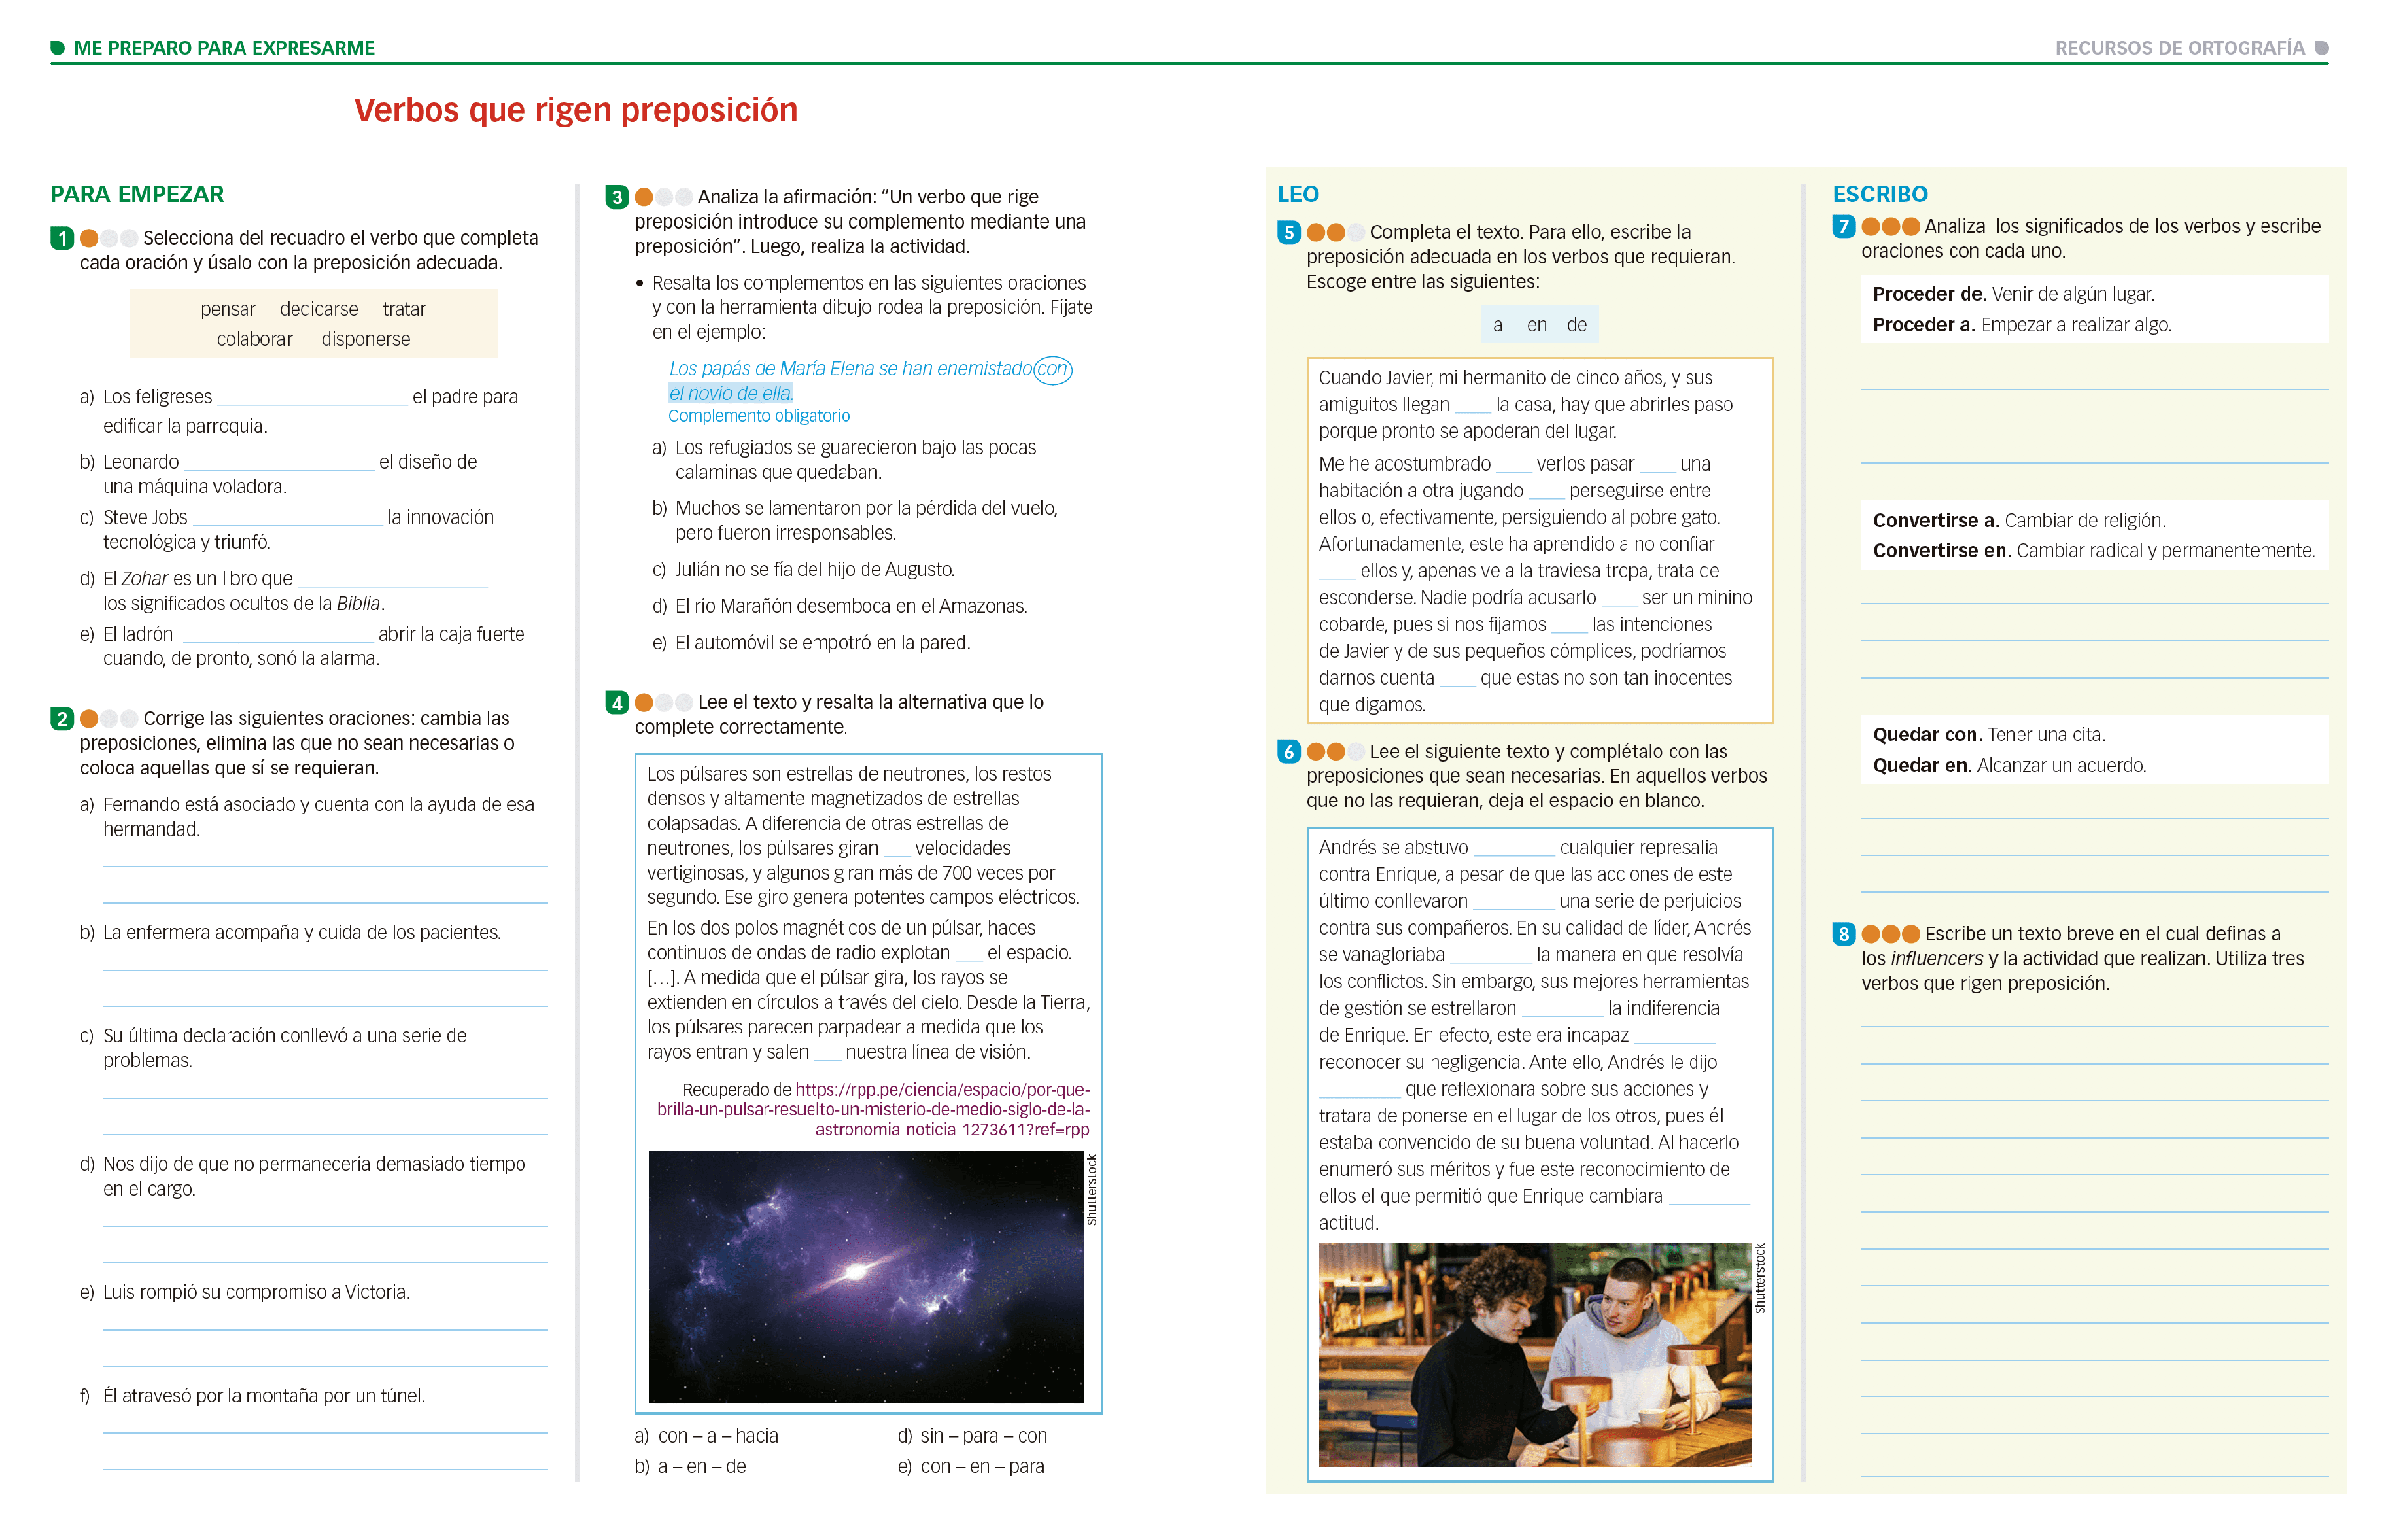 ME PREPARO PARA EXPRESARME
RECURSOS DE ORTOGRAFÍA
Verbos que rigen preposición
PARA EMPEZAR
1 Selecciona del recuadro el verbo que completa
cada oración y úsalo con la preposición adecuada.
pensar dedicarse tratar
colaborar disponerse
a) Los feligreses ____ el padre para
edificar la parroquia.
b) Leonardo ____ el diseño de
una máquina voladora.
c) Steve Jobs ____ la innovación
tecnológica y triunfó.
d) El Zohar es un libro que ____
los significados ocultos de la Biblia.
e) El ladrón ____ abrir la caja fuerte
cuando, de pronto, sonó la alarma.
2 Corrige las siguientes oraciones: cambia las
preposiciones, elimina las que no sean necesarias o
coloca aquellas que sí se requieran.
a) Fernando está asociado y cuenta con la ayuda de esa
hermandad.
b) La enfermera acompaña y cuida de los pacientes.
c) Su última declaración conllevó a una serie de
problemas.
d) Nos dijo de que no permanecería demasiado tiempo
en el cargo.
e) Luis rompió su compromiso a Victoria.
f) Él atravesó por la montaña por un túnel.
3 Analiza la afirmación: “Un verbo que rige
preposición introduce su complemento mediante una
preposición”. Luego, realiza la actividad.
• Resalta los complementos en las siguientes oraciones
y con la herramienta dibujo rodea la preposición. Fíjate
en el ejemplo:
Los papás de María Elena se han enemistado con
el novio de ella.
Complemento obligatorio
a) Los refugiados se guarecieron bajo las pocas
calaminas que quedaban.
b) Muchos se lamentaron por la pérdida del vuelo,
pero fueron irresponsables.
c) Julián no se fía del hijo de Augusto.
d) El río Marañón desemboca en el Amazonas.
e) El automóvil se empotró en la pared.
4 Lee el texto y resalta la alternativa que lo
complete correctamente.
Los púlsares son estrellas de neutrones, los restos
densos y altamente magnetizados de estrellas
colapsadas. A diferencia de otras estrellas de
neutrones, los púlsares giran ___ velocidades
vertiginosas, y algunos giran más de 700 veces por
segundo. Ese giro genera potentes campos eléctricos.
En los dos polos magnéticos de un púlsar, haces
continuos de ondas de radio explotan ___ el espacio.
[…]. A medida que el púlsar gira, los rayos se
extienden en círculos a través del cielo. Desde la Tierra,
los púlsares parecen parpadear a medida que los
rayos entran y salen ___ nuestra línea de visión.
Recuperado de https://rpp.pe/ciencia/espacio/por-que-
brilla-un-pulsar-resuelto-un-misterio-de-medio-siglo-de-la-
astronomia-noticia-1273611?ref=rpp
Shutterstock
a) con – a – hacia
b) a – en – de
d) sin – para – con
e) con – en – para
LEO
5 Completa el texto. Para ello, escribe la
preposición adecuada en los verbos que requieran.
Escoge entre las siguientes:
a en de
Cuando Javier, mi hermanito de cinco años, y sus
amiguitos llegan ____ la casa, hay que abrirles paso
porque pronto se apoderan del lugar.
Me he acostumbrado ____ verlos pasar ____ una
habitación a otra jugando ____ perseguirse entre
ellos o, efectivamente, persiguiendo al pobre gato.
Afortunadamente, este ha aprendido a no confiar
____ ellos y, apenas ve a la traviesa tropa, trata de
esconderse. Nadie podría acusarlo ____ ser un minino
cobarde, pues si nos fijamos ____ las intenciones
de Javier y de sus pequeños cómplices, podríamos
darnos cuenta ____ que estas no son tan inocentes
que digamos.
6 Lee el siguiente texto y complétalo con las
preposiciones que sean necesarias. En aquellos verbos
que no las requieran, deja el espacio en blanco.
Andrés se abstuvo ____ cualquier represalia
contra Enrique, a pesar de que las acciones de este
último conllevaron ____ una serie de perjuicios
contra sus compañeros. En su calidad de líder, Andrés
se vanagloriaba ____ la manera en que resolvía
los conflictos. Sin embargo, sus mejores herramientas
de gestión se estrellaron ____ la indiferencia
de Enrique. En efecto, este era incapaz ____
reconocer su negligencia. Ante ello, Andrés le dijo
____ que reflexionara sobre sus acciones y
tratara de ponerse en el lugar de los otros, pues él
estaba convencido de su buena voluntad. Al hacerlo
enumeró sus méritos y fue este reconocimiento de
ellos el que permitió que Enrique cambiara ____
actitud.
Shutterstock
ESCRIBO
7 Analiza los significados de los verbos y escribe
oraciones con cada uno.
Proceder de. Venir de algún lugar.
Proceder a. Empezar a realizar algo.
Convertirse a. Cambiar de religión.
Convertirse en. Cambiar radical y permanentemente.
Quedar con. Tener una cita.
Quedar en. Alcanzar un acuerdo.
8 Escribe un texto breve en el cual definas a
los influencers y la actividad que realizan. Utiliza tres
verbos que rigen preposición.